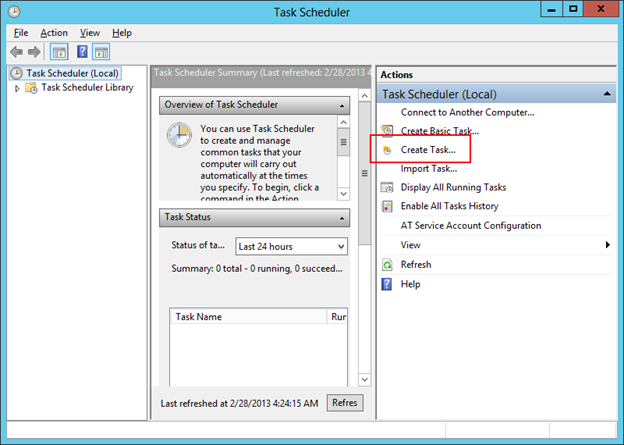 Task Scheduler
File Action View Help
Task Scheduler (Local)
Task Scheduler Library
Task Scheduler Summary (Last refreshed: 2/28/2013 4
Overview of Task Scheduler
You can use Task Scheduler
to create and manage
common tasks that your
computer will carry out
automatically at the times
you specify. To begin, click a
command in the Action
Task Status
Status of ta... Last 24 hours
Summary: 0 total - 0 running, 0 succeed...
Task Name Run
Last refreshed at 2/28/2013 4:24:15 AM Refres
Actions
Task Scheduler (Local)
Connect to Another Computer...
Create Basic Task...
Create Task...
Import Task...
Display All Running Tasks
Enable All Tasks History
AT Service Account Configuration
View
Refresh
Help